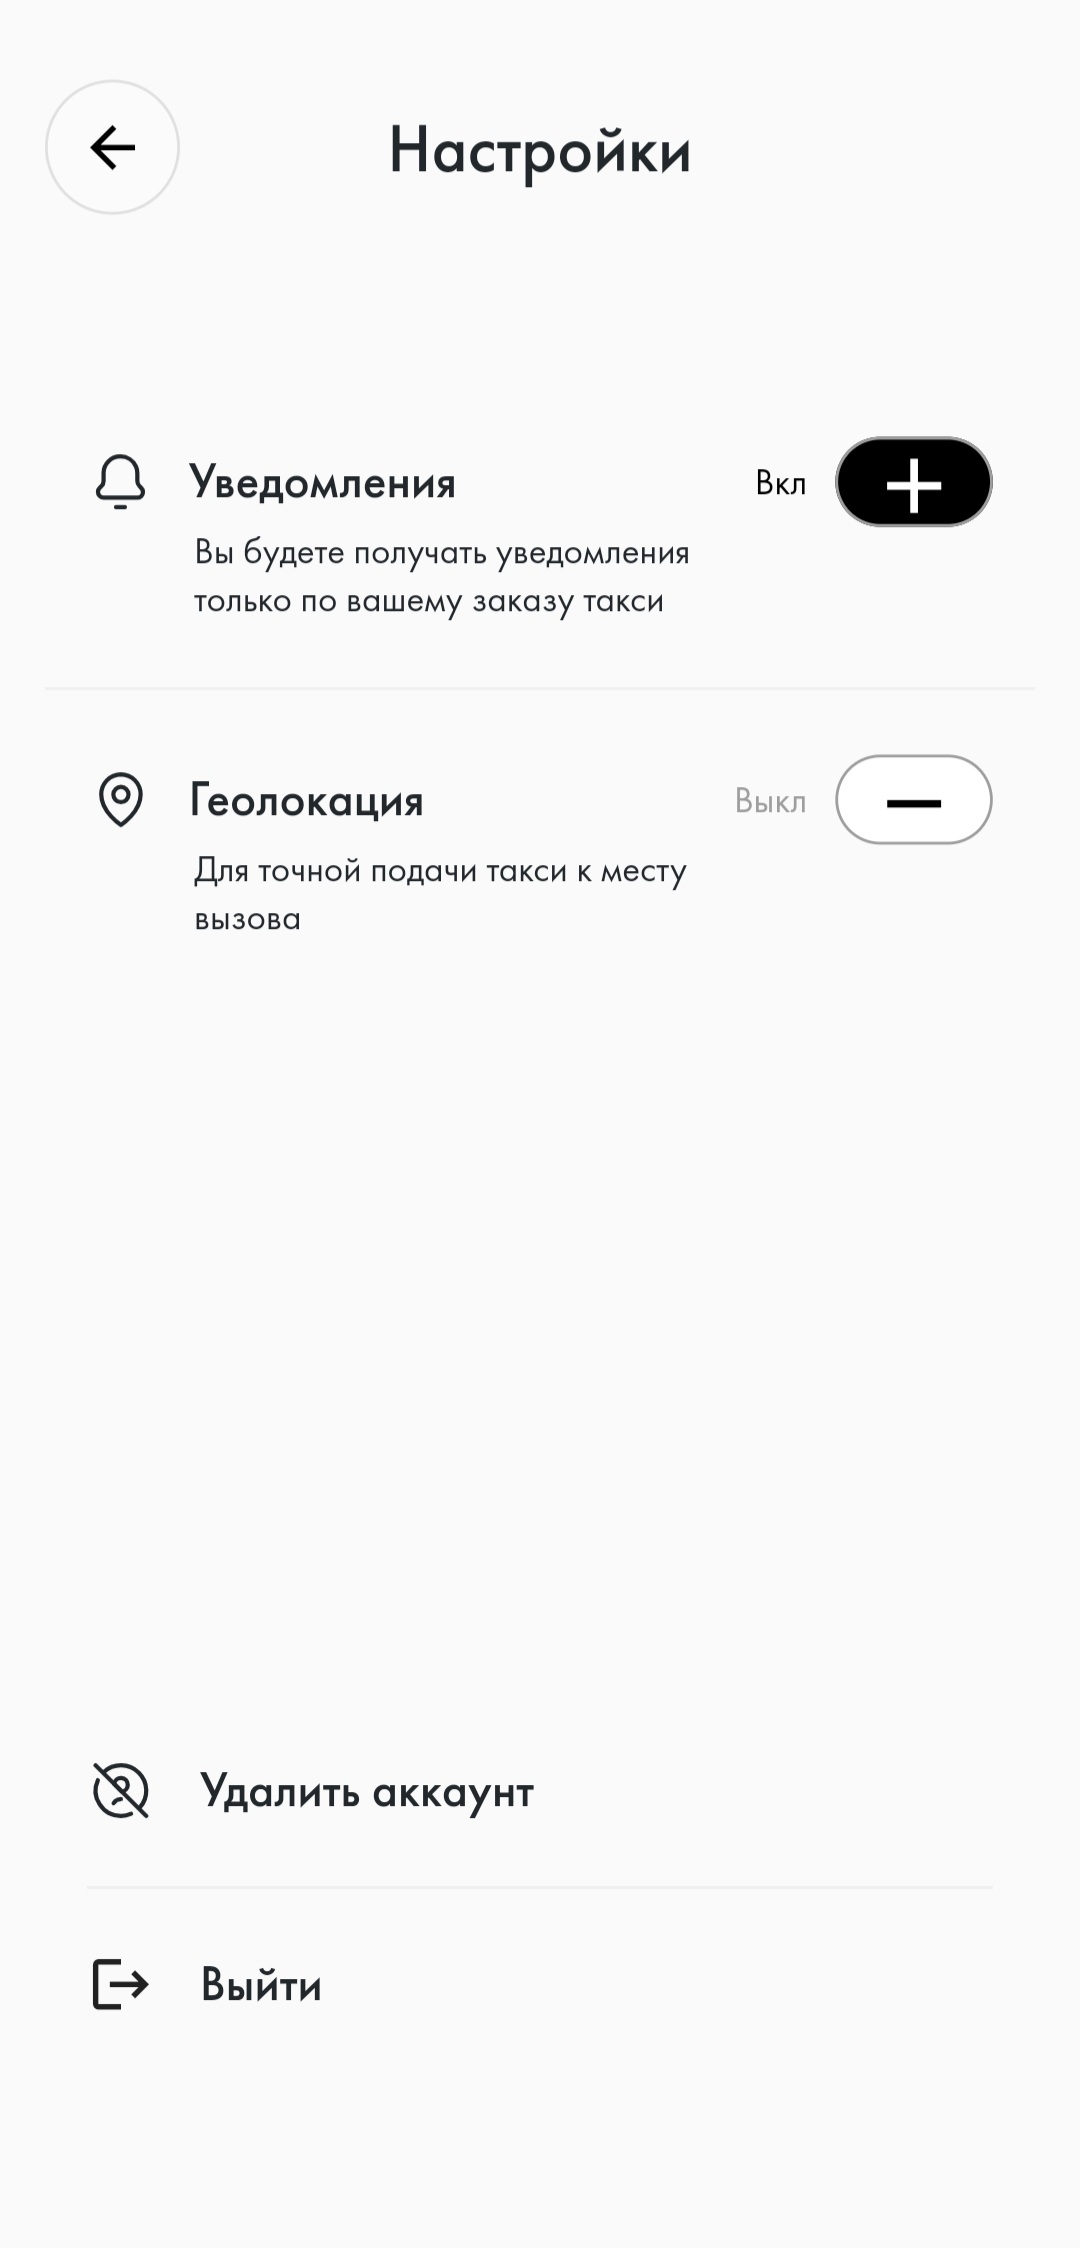 Настройки
Уведомления
Вкл
Вы будете получать уведомления
только по вашему заказу такси
Геолокация
Выкл
Для точной подачи такси к месту
вызова
Удалить аккаунт
Выйти